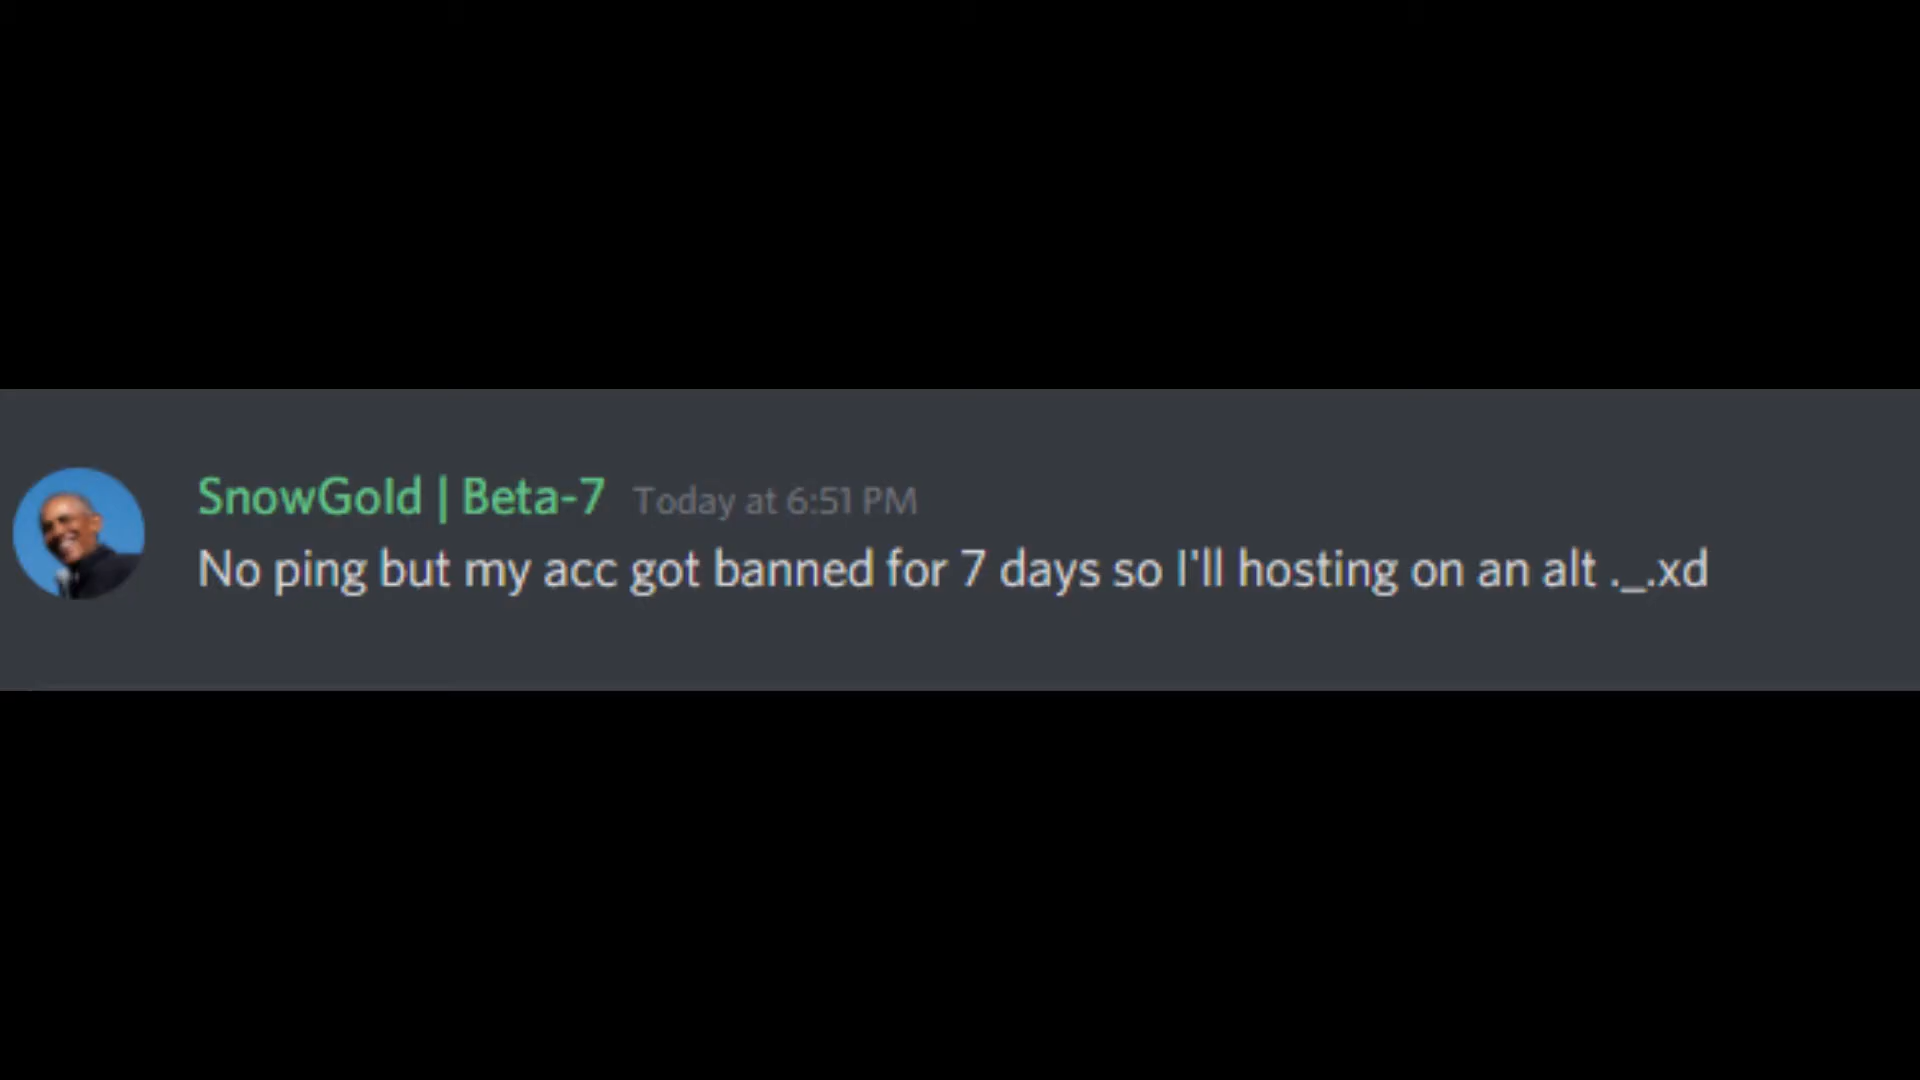 SnowGold | Beta-7 Today at 6:51 PM
No ping but my acc got banned for 7 days so I'll hosting on an alt ._.xd